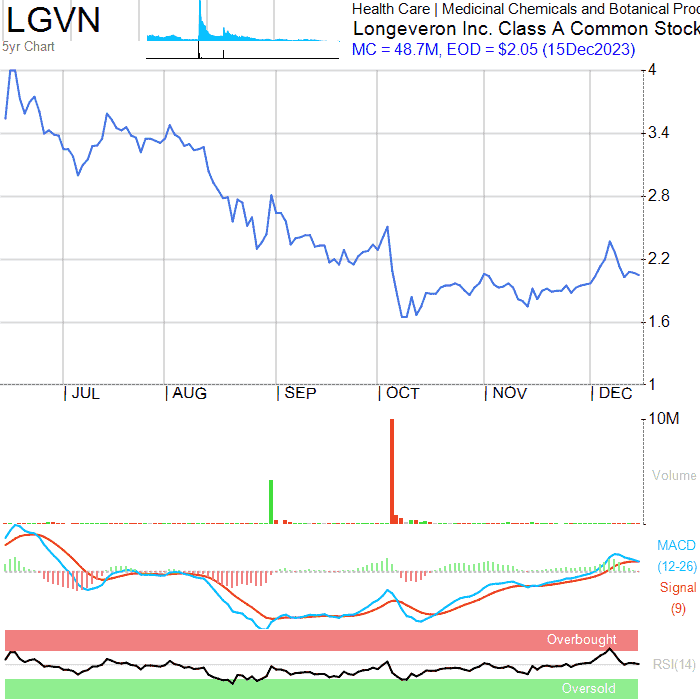 LGVN
5yr Chart
Health Care | Medicinal Chemicals and Botanical Prod
Longeveron Inc. Class A Common Stock
MC = 48.7M, EOD = $2.05 (15Dec2023)
4
3.4
2.8
2.2
1.6
1
| JUL | AUG | SEP | OCT | NOV | DEC
10M
Volume
MACD
(12-26)
Signal
(9)
Overbought
RSI(14)
Oversold